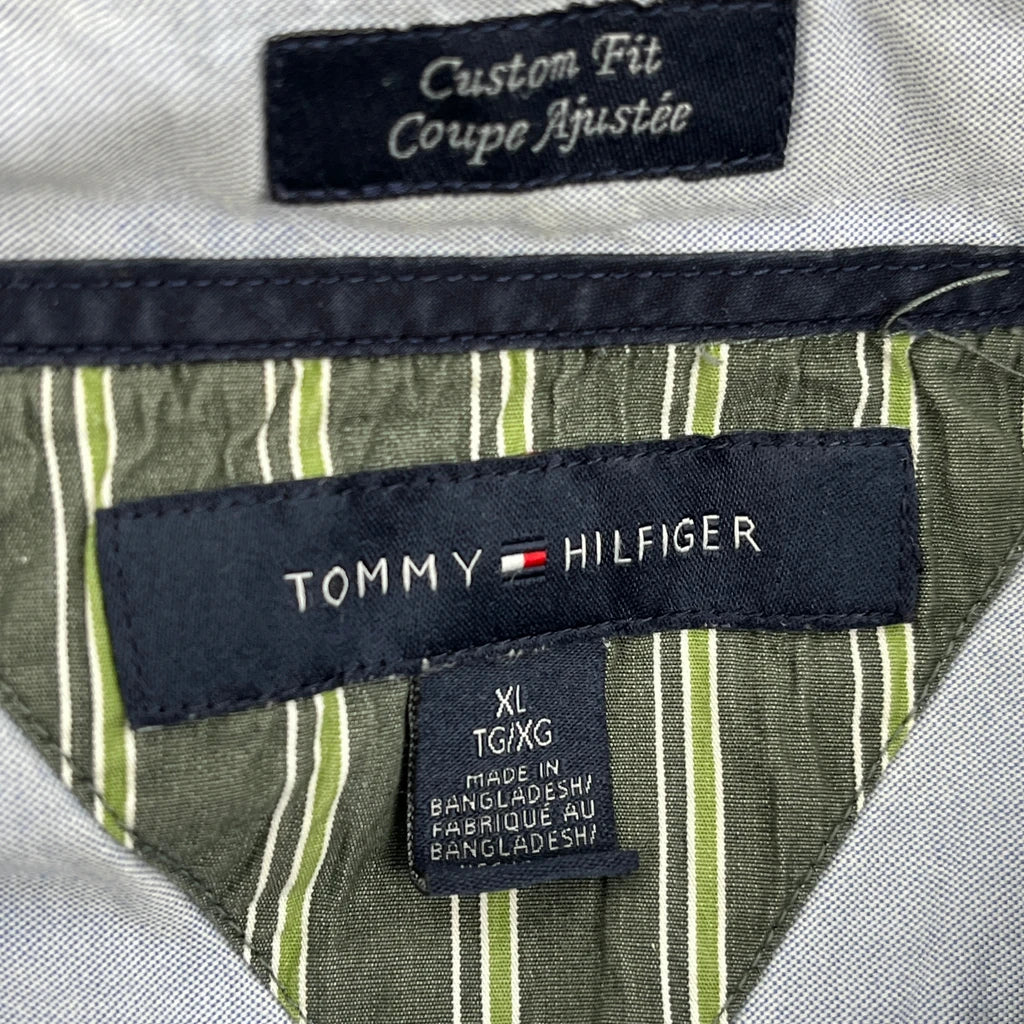 Custom Fit
Coupe Ajustée
TOMMY HILFIGER
XL
TG/XG
MADE IN
BANGLADESH/
FABRIQUÉ AU
BANGLADESH/